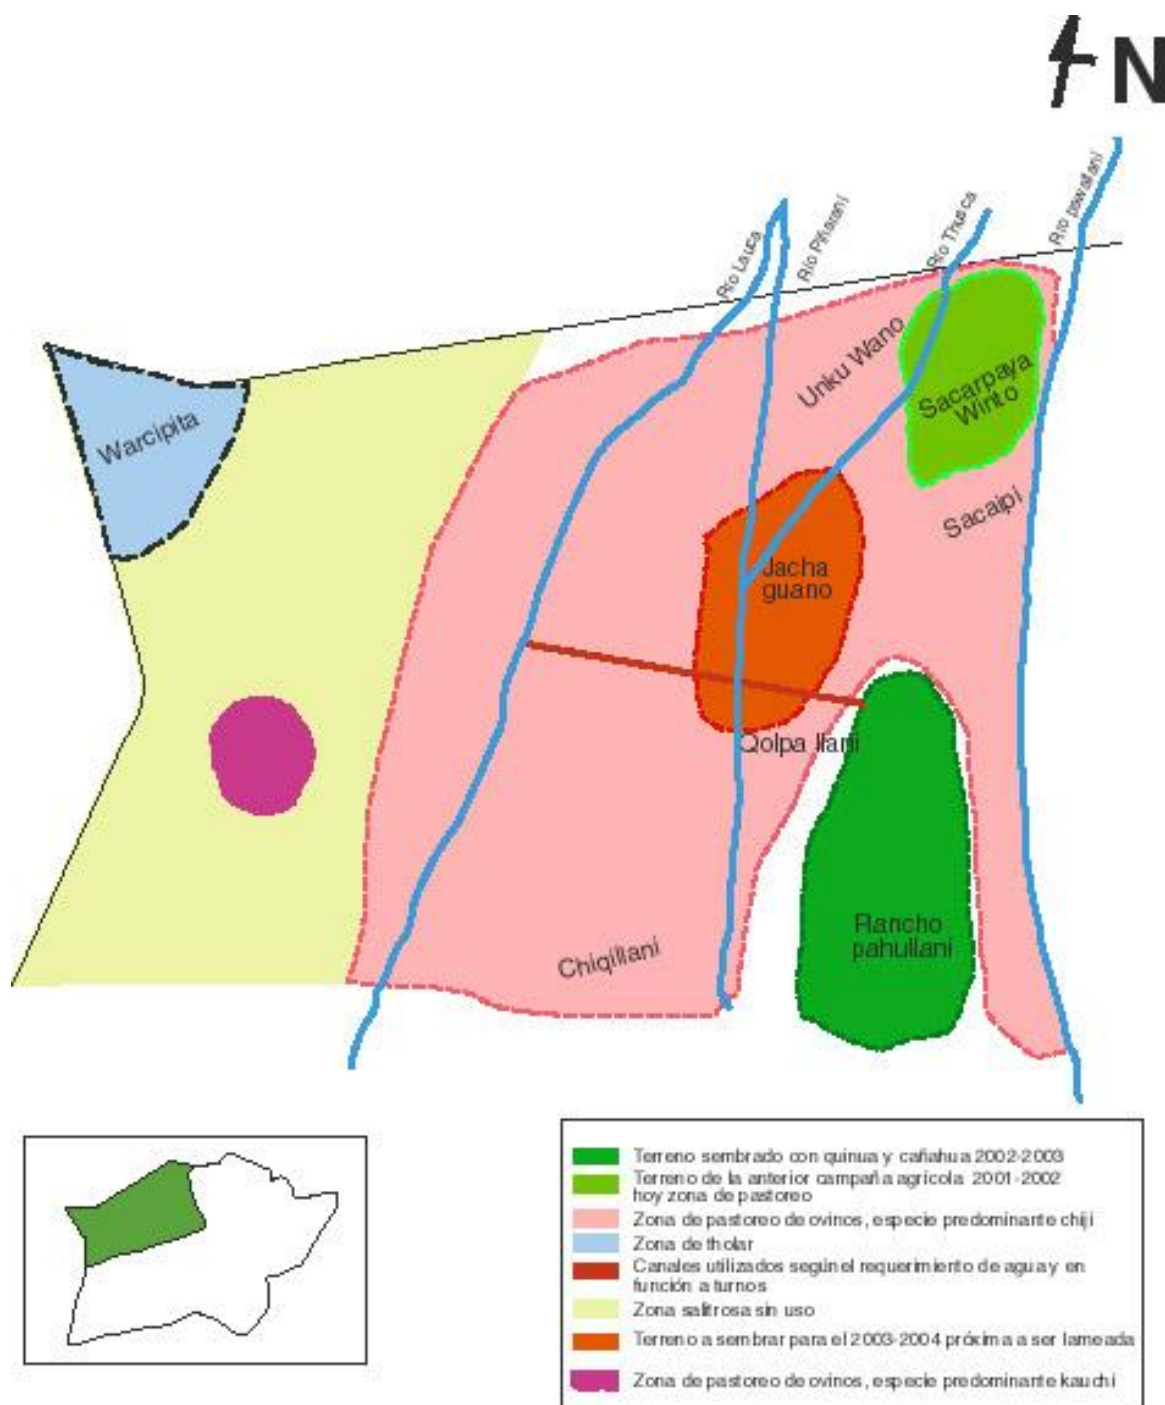 N
Río Lauca
Río Piñarani
Río Thusca
Río pawallani
Warcipita
Unku Wano
Sacarpaya
Winto
Sacaipi
Jacha
guano
Qolpa llani
Rancho
pahullani
Chiqillani
Terreno sembrado con quinua y cañahua 2002-2003
Terreno de la anterior campaña agrícola 2001-2002
hoy zona de pastoreo
Zona de pastoreo de ovinos, especie predominante chiji
Zona de tholar
Canales utilizados según el requerimiento de agua y en
función a turnos
Zona salitrosa sin uso
Terreno a sembrar para el 2003-2004 próxima a ser lameada
Zona de pastoreo de ovinos, especie predominante kauchi